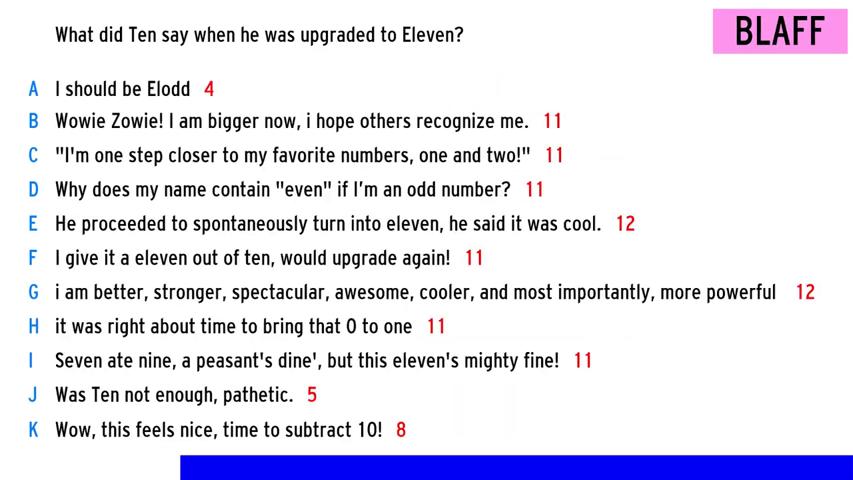 What did Ten say when he was upgraded to Eleven?
BLAFF
A I should be Elodd 4
B Wowie Zowie! I am bigger now, i hope others recognize me. 11
C "I'm one step closer to my favorite numbers, one and two!" 11
D Why does my name contain "even" if I'm an odd number? 11
E He proceeded to spontaneously turn into eleven, he said it was cool. 12
F I give it a eleven out of ten, would upgrade again! 11
G i am better, stronger, spectacular, awesome, cooler, and most importantly, more powerful 12
H it was right about time to bring that 0 to one 11
I Seven ate nine, a peasant's dine', but this eleven's mighty fine! 11
J Was Ten not enough, pathetic. 5
K Wow, this feels nice, time to subtract 10! 8